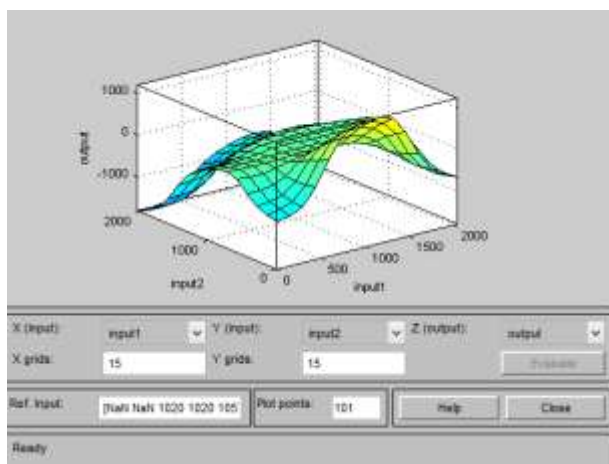 1000
0
-1000
output
2000
1000
0
input2
0
500
1000
1500
2000
input1
X (input): input1 Y (input): input2 Z (output): output
X grids: 15 Y grids: 15 Evaluate
Ref. Input: [NaN NaN 1020 1020 105 Plot points: 101 Help Close
Ready